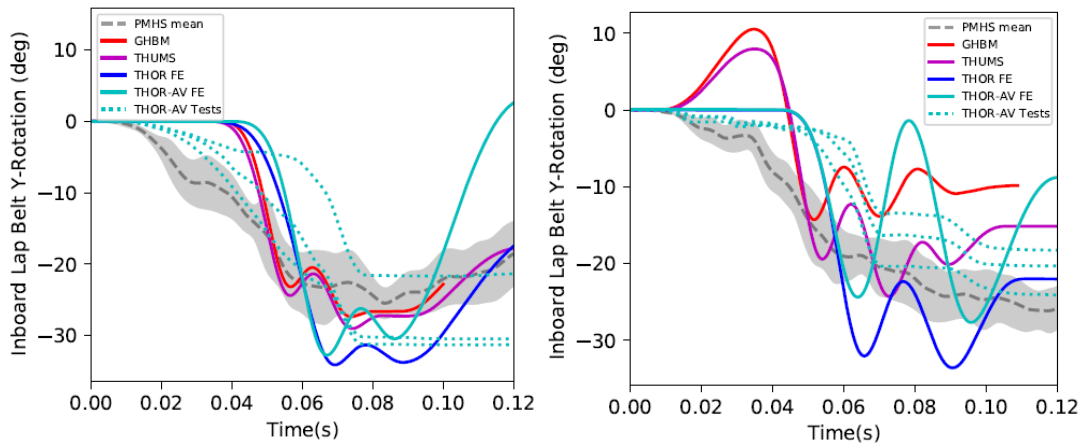 Inboard Lap Belt Y-Rotation (deg)
10
0
−10
−20
−30
PMHS mean
GHBM
THUMS
THOR FE
THOR-AV FE
THOR-AV Tests
0.00
0.02
0.04
0.06
0.08
0.10
0.12
Time(s)
Inboard Lap Belt Y-Rotation (deg)
10
0
−10
−20
−30
PMHS mean
GHBM
THUMS
THOR FE
THOR-AV FE
THOR-AV Tests
0.00
0.02
0.04
0.06
0.08
0.10
0.12
Time(s)